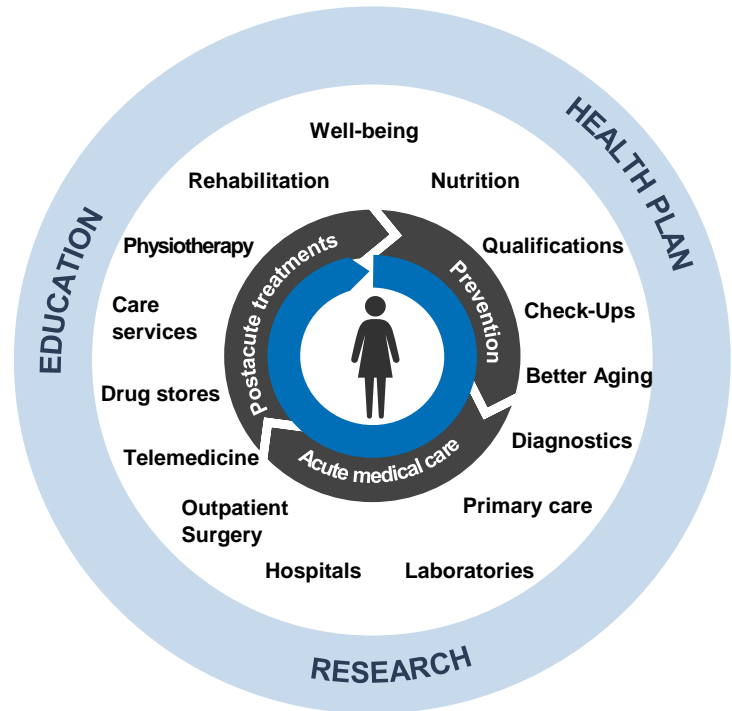 HEALTH PLAN
Well-being
Rehabilitation
Nutrition
Physiotherapy
Qualifications
EDUCATION
Postacute treatments
Prevention
Care
services
Check-Ups
Drug stores
Better Aging
Telemedicine
Acute medical care
Diagnostics
Outpatient
Surgery
Primary care
Hospitals
Laboratories
RESEARCH